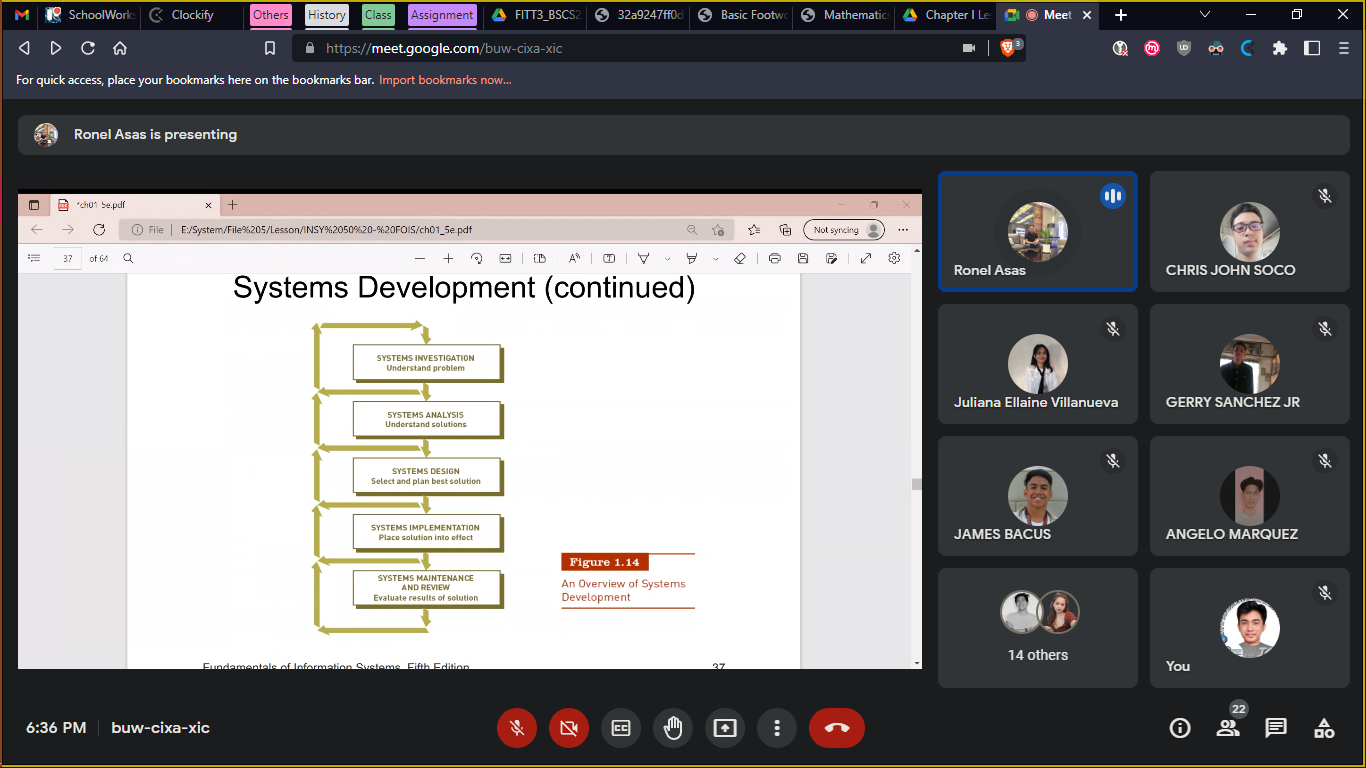 SchoolWork
Clockify
Others
History
Class
Assignment
FITT3_BSCS2
32a9247ff0d
Basic Footwo
Mathematic
Chapter I Le
Meet
https://meet.google.com/buw-cixa-xic
3
For quick access, place your bookmarks here on the bookmarks bar. Import bookmarks now...
Ronel Asas is presenting
*ch01_5e.pdf
File
E:/System/File%205/Lesson/INSY%2050%20-%20FOIS/ch01_5e.pdf
Not syncing
37 of 64
Systems Development (continued)
SYSTEMS INVESTIGATION
Understand problem
SYSTEMS ANALYSIS
Understand solutions
SYSTEMS DESIGN
Select and plan best solution
SYSTEMS IMPLEMENTATION
Place solution into effect
SYSTEMS MAINTENANCE
AND REVIEW
Evaluate results of solution
Figure 1.14
An Overview of Systems
Development
Fundamentals of Information Systems, Fifth Edition
37
Ronel Asas
CHRIS JOHN SOCO
Juliana Ellaine Villanueva
GERRY SANCHEZ JR
JAMES BACUS
ANGELO MARQUEZ
14 others
You
6:36 PM
buw-cixa-xic
22